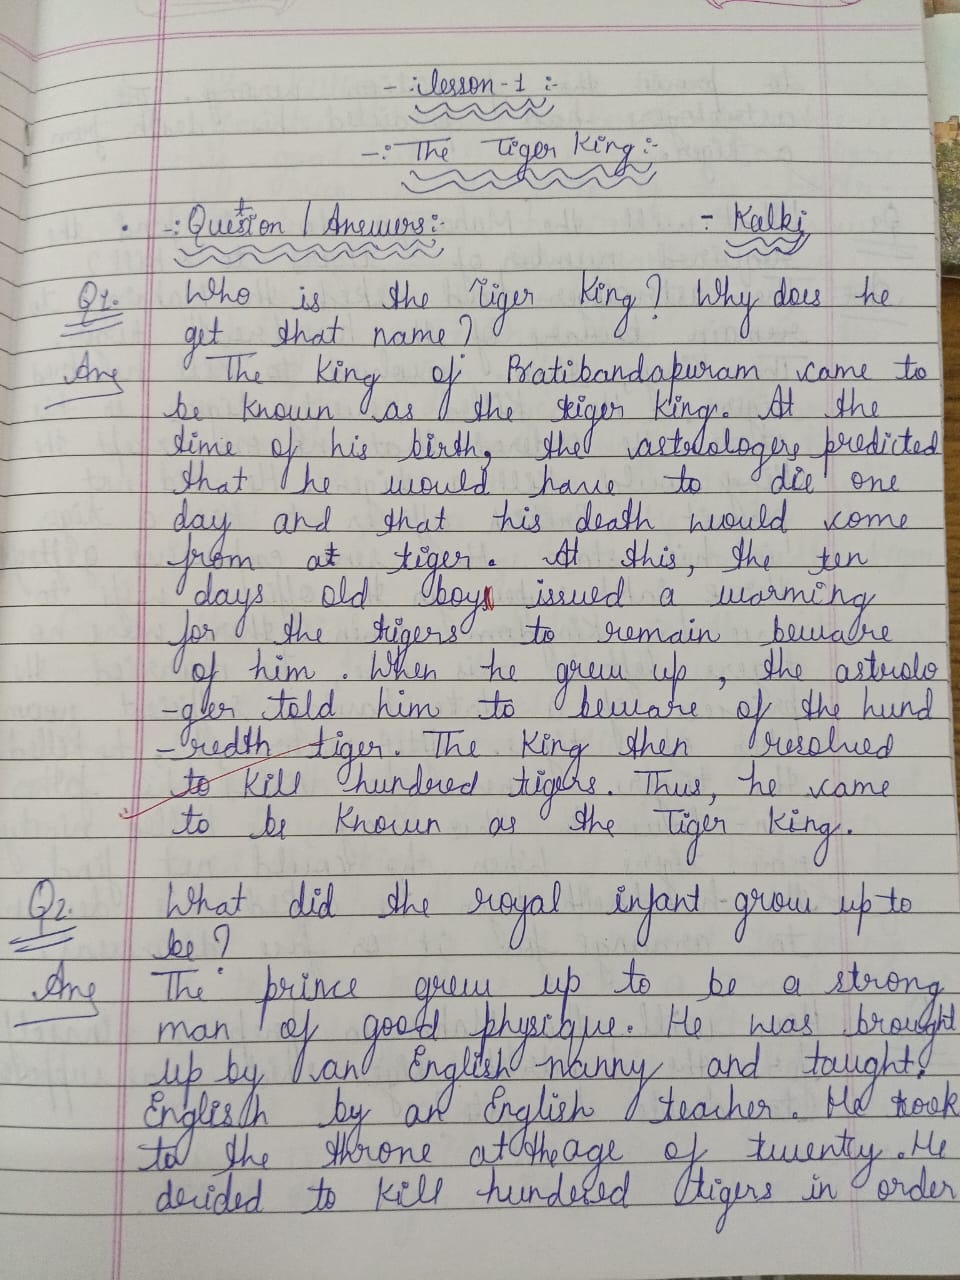 -: Lesson-1 :-
-: The Tiger King :-
-: Question / Answers :- - Kalki
Q1. Who is the Tiger King? Why does he
get that name?
Ans The King of Pratibandapuram came to
be known as the tiger King. At the
time of his birth, the astrologers predicted
that he would have to die one
day and that his death would come
from at tiger. At this, the ten
days old boy issued a warning
for the tigers to remain beware
of him. When he grew up, the astrolo
-ger told him to beware of the hund
-redth tiger. The King then resolved
to kill hundred tigers. Thus, he came
to be Known as the Tiger King.
Q2. What did the royal infant grow up to
be?
Ans The prince grew up to be a strong
man of good physique. He was brought
up by an English nanny and taught
English by an English teacher. He took
to the throne at the age of twenty. He
decided to kill hundered tigers in order